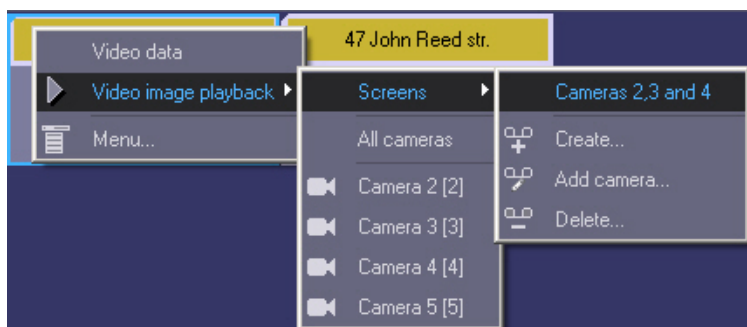 47 John Reed str.
Video data
Video image playback
Menu...
Screens
All cameras
Camera 2 [2]
Camera 3 [3]
Camera 4 [4]
Camera 5 [5]
Cameras 2,3 and 4
Create...
Add camera...
Delete...